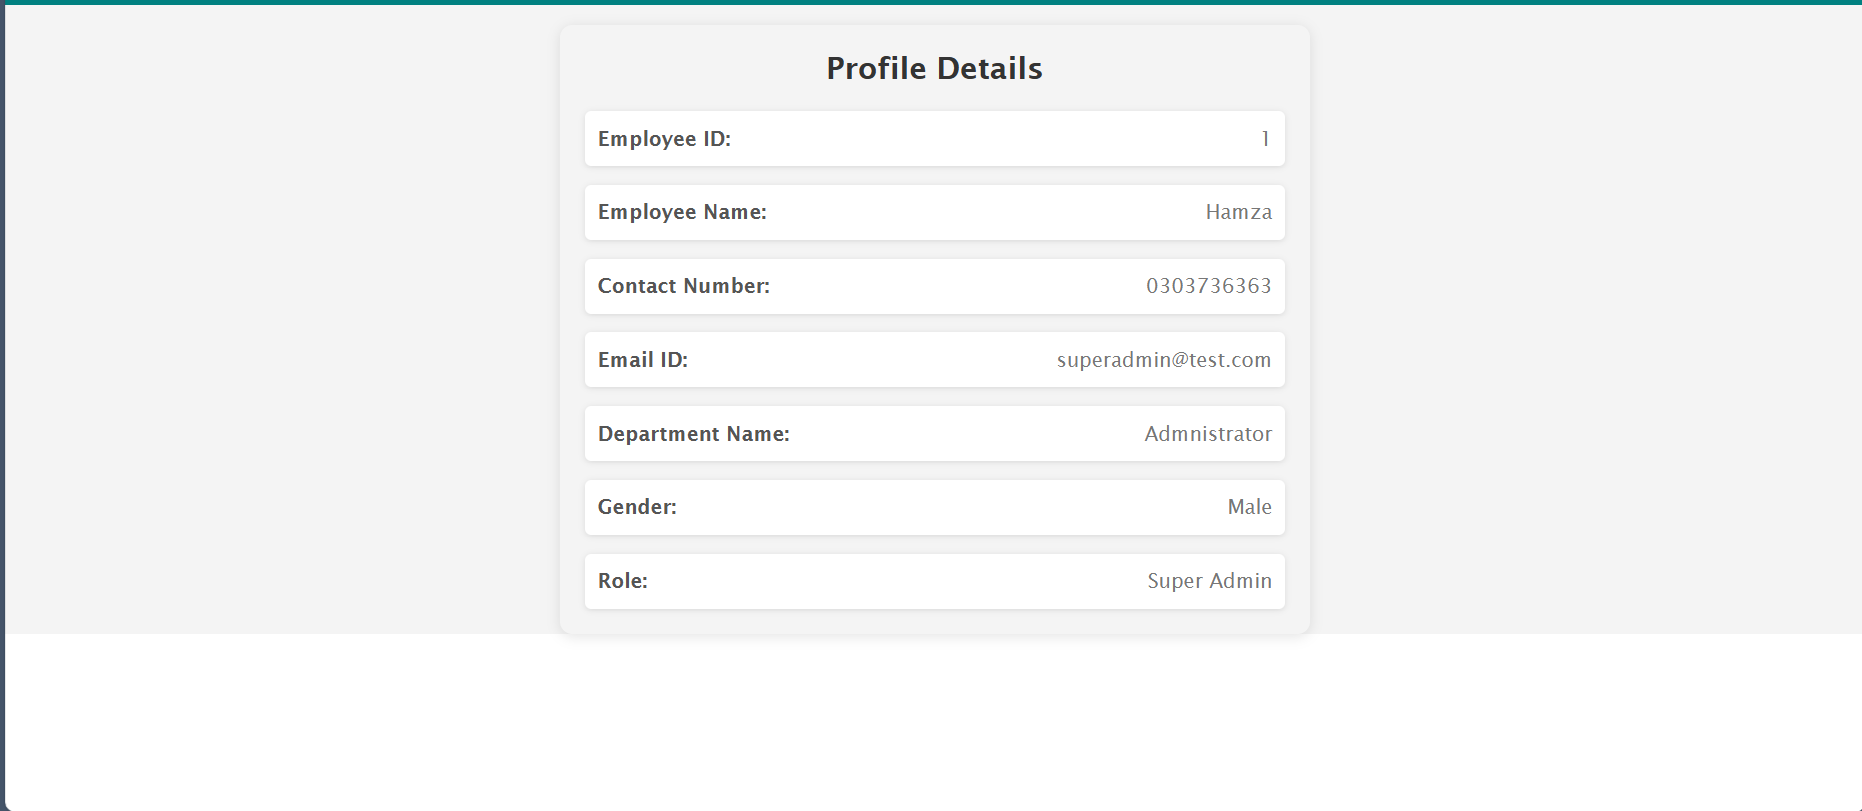 Profile Details
Employee ID: 1
Employee Name: Hamza
Contact Number: 0303736363
Email ID: superadmin@test.com
Department Name: Admnistrator
Gender: Male
Role: Super Admin